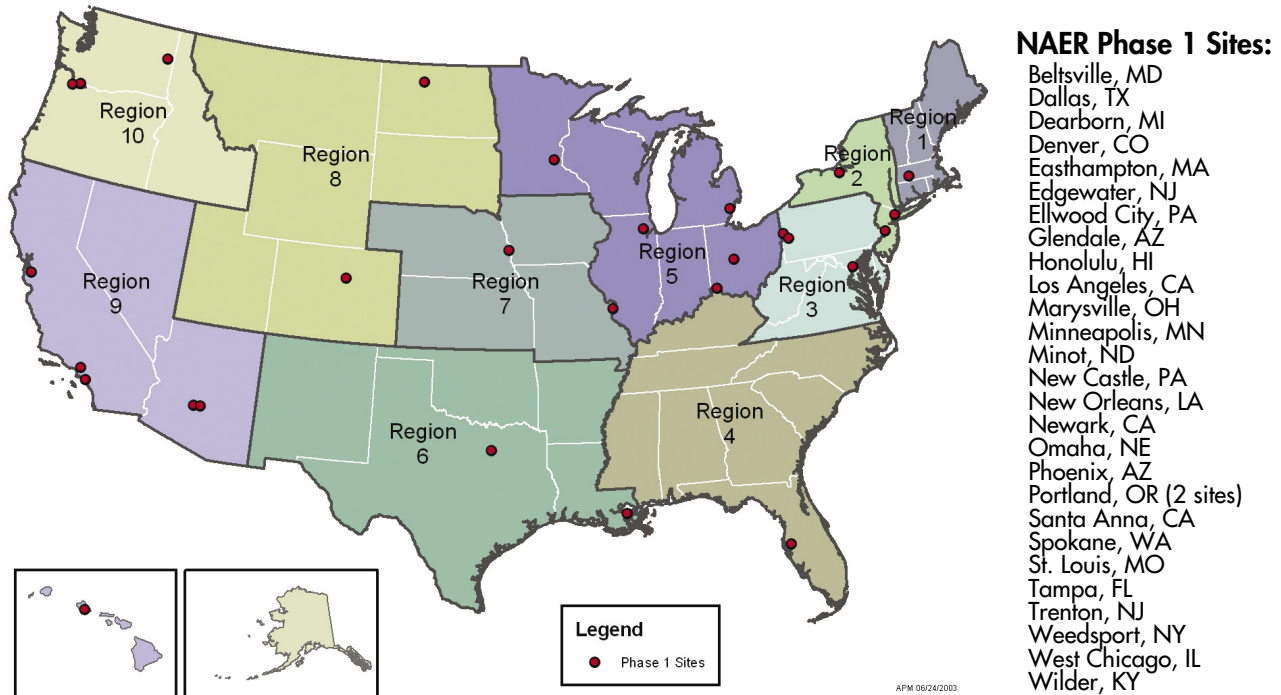 Region
10
Region
8
Region
9
Region
7
Region
6
Region
5
Region
4
Region
3
Region
2
Region
1
Legend
Phase 1 Sites
APM 06/24/2003
NAER Phase 1 Sites:
Beltsville, MD
Dallas, TX
Dearborn, MI
Denver, CO
Easthampton, MA
Edgewater, NJ
Ellwood City, PA
Glendale, AZ
Honolulu, HI
Los Angeles, CA
Marysville, OH
Minneapolis, MN
Minot, ND
New Castle, PA
New Orleans, LA
Newark, CA
Omaha, NE
Phoenix, AZ
Portland, OR (2 sites)
Santa Anna, CA
Spokane, WA
St. Louis, MO
Tampa, FL
Trenton, NJ
Weedsport, NY
West Chicago, IL
Wilder, KY